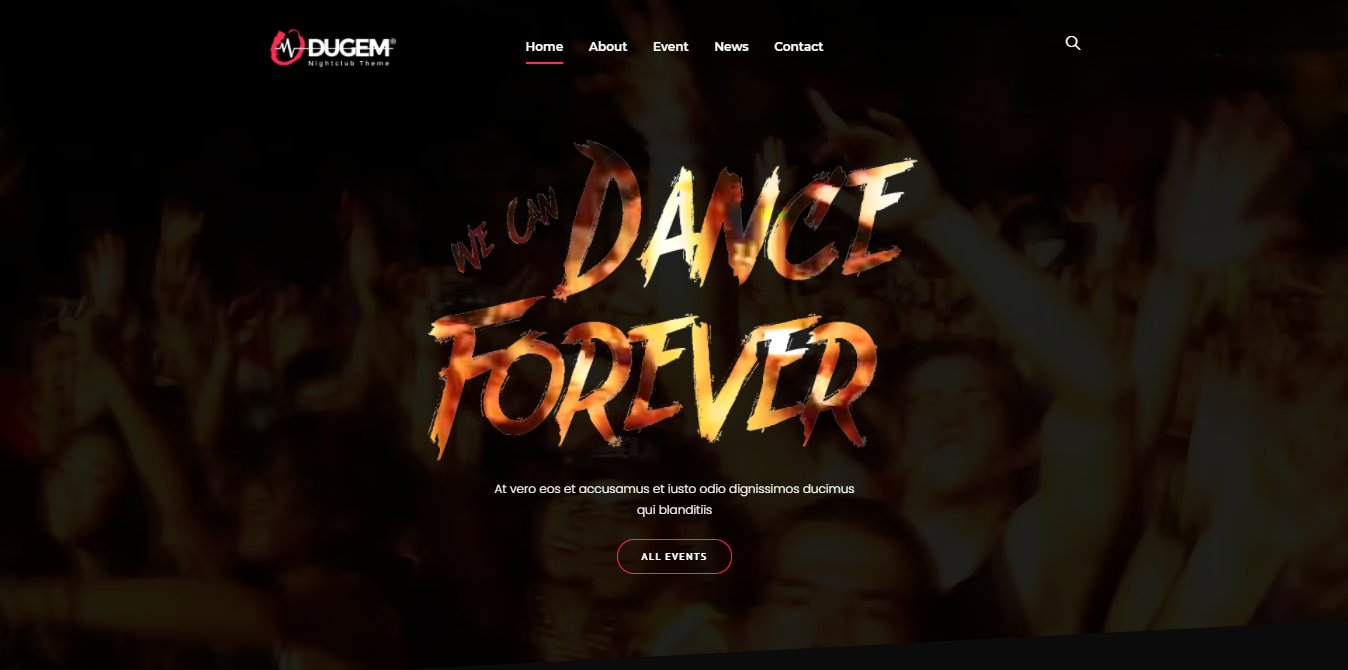 DUGEM®
Nightclub Theme
Home About Event News Contact
WE CAN DANCE
FOREVER
At vero eos et accusamus et iusto odio dignissimos ducimus
qui blanditiis
ALL EVENTS